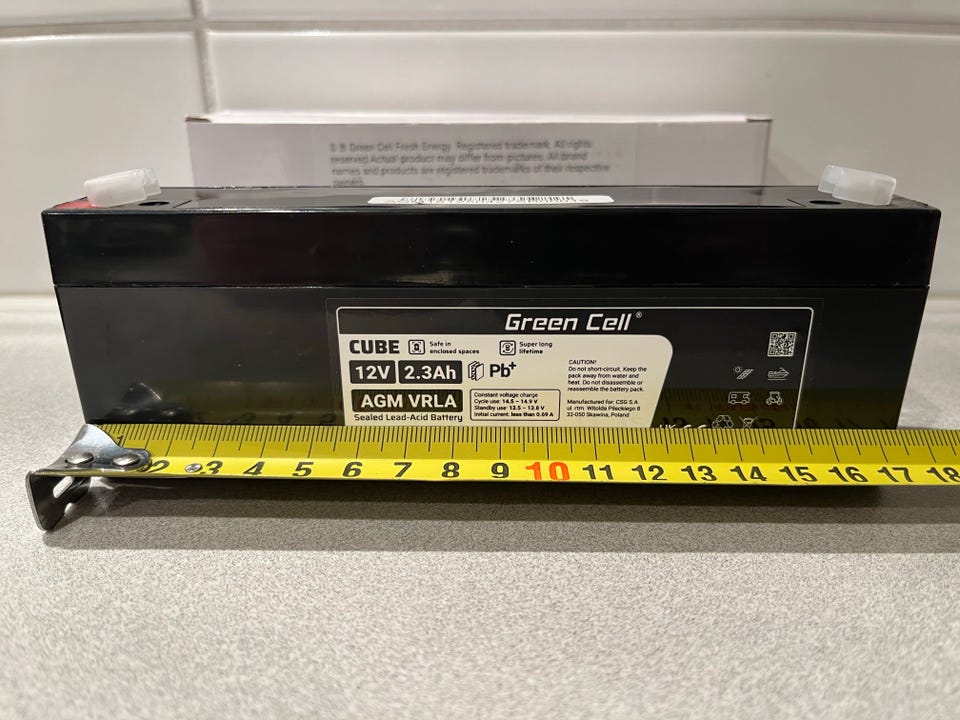 Green Cell Fresh Energy. Registered trademark. All rights
reserved. Actual product may differ from pictures. All brand
names and products are registered trademarks of their respective
owners.
Green Cell®
CUBE
Safe in
enclosed spaces
Super long
lifetime
12V 2.3Ah Pb+
AGM VRLA
Sealed Lead-Acid Battery
Constant voltage charge
Cycle use: 14.5 – 14.9 V
Standby use: 13.5 – 13.8 V
Initial current: less than 0.69 A
CAUTION!
Do not short-circuit. Keep the
pack away from water and
heat. Do not disassemble or
reassemble the battery pack.
Manufactured for: CSG S.A.
ul. rtm. Witolda Pileckiego 8
32-050 Skawina, Poland
1 2 3 4 5 6 7 8 9 10 11 12 13 14 15 16 17 18